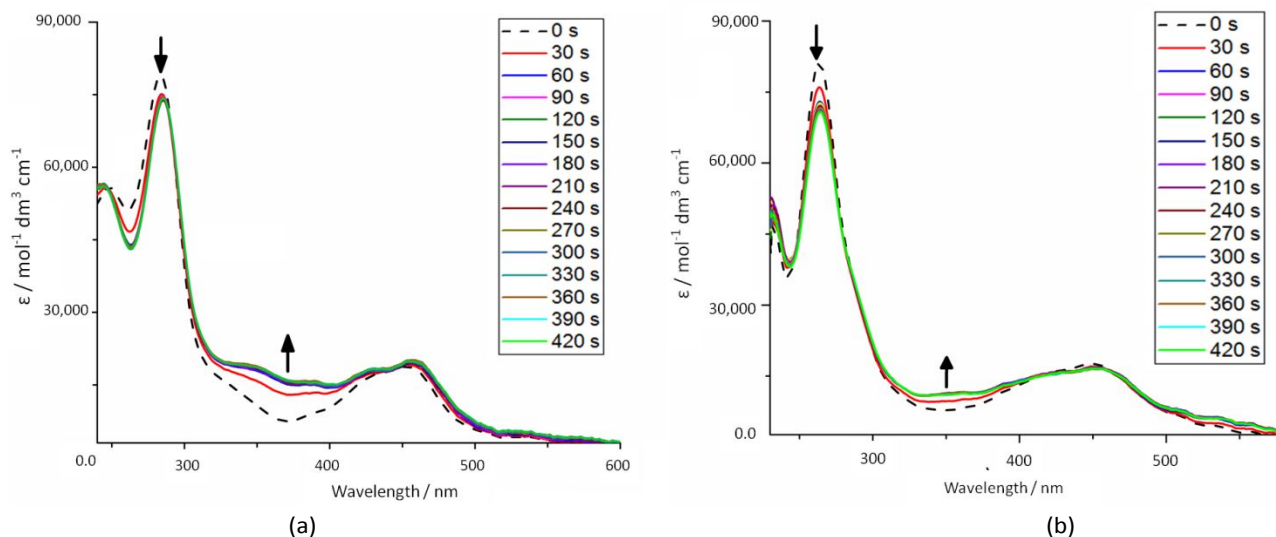 90,000
60,000
30,000
0.0
300
400
500
600
ε / mol⁻¹ dm³ cm⁻¹
Wavelength / nm
0 s
30 s
60 s
90 s
120 s
150 s
180 s
210 s
240 s
270 s
300 s
330 s
360 s
390 s
420 s
(a)
90,000
60,000
30,000
0.0
300
400
500
ε / mol⁻¹ dm³ cm⁻¹
Wavelength / nm
0 s
30 s
60 s
90 s
120 s
150 s
180 s
210 s
240 s
270 s
300 s
330 s
360 s
390 s
420 s
(b)